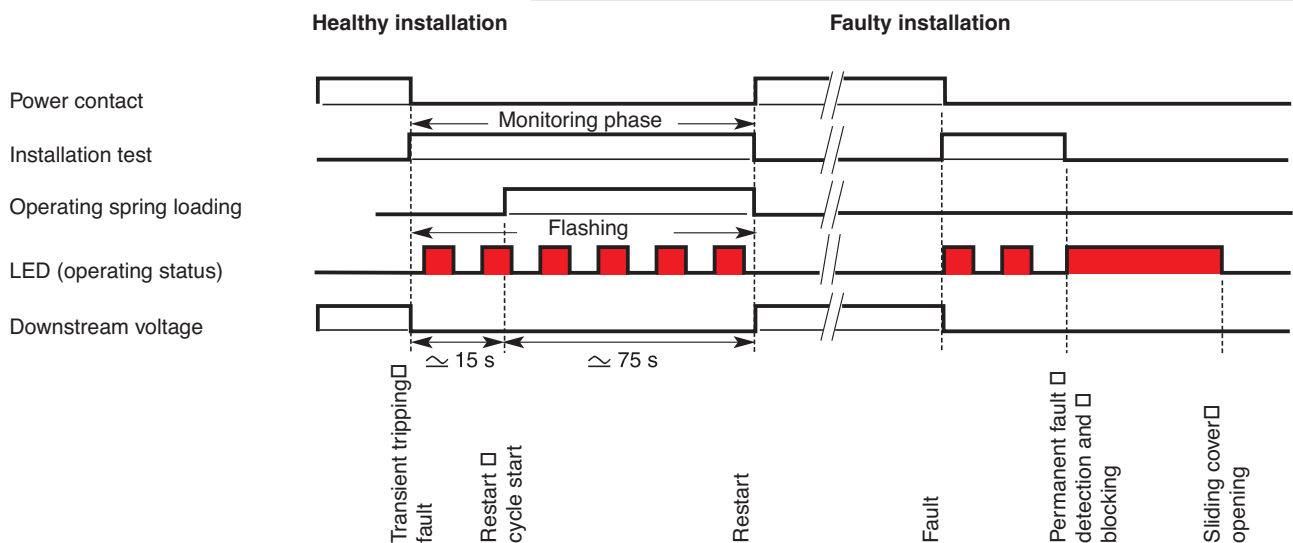 Healthy installation
Faulty installation
Power contact
Monitoring phase
Installation test
Operating spring loading
Flashing
LED (operating status)
Downstream voltage
≃ 15 s
≃ 75 s
Transient tripping□
fault
Restart □
cycle start
Restart
Fault
Permanent fault □
detection and □
blocking
Sliding cover□
opening